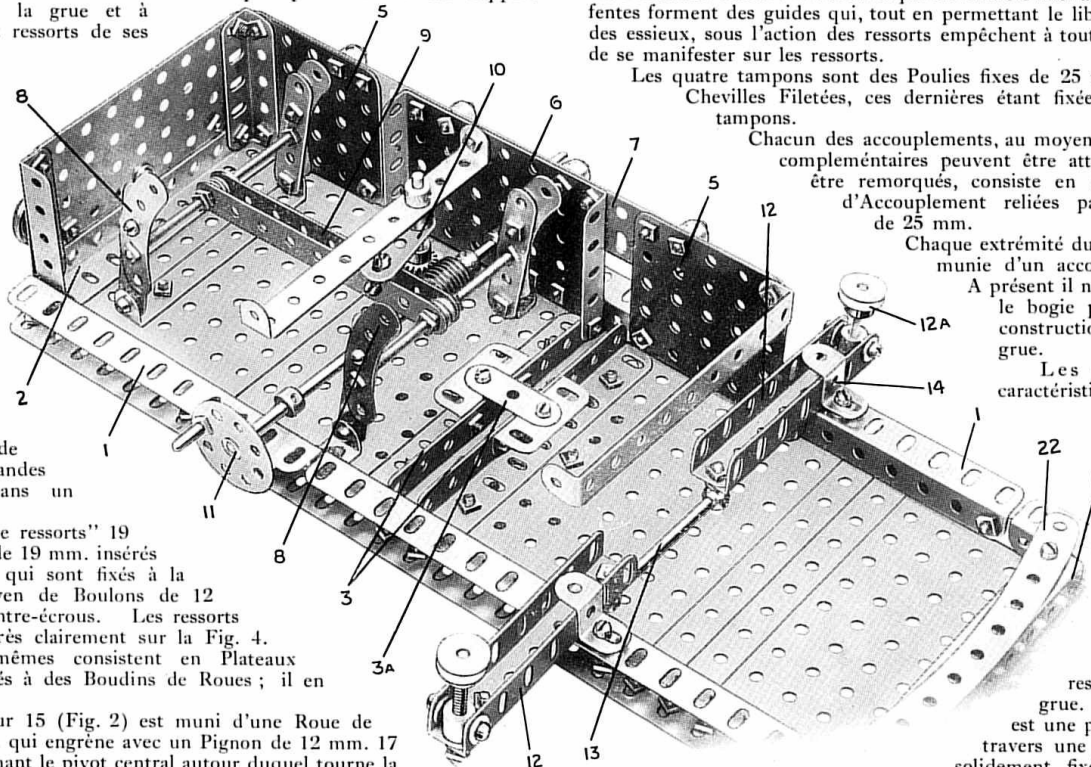 la grue et à
ressorts de ses
de
andes
ans un
e ressorts" 19
de 19 mm. insérés
qui sont fixés à la
yen de Boulons de 12
ntre-écrous. Les ressorts
rès clairement sur la Fig. 4.
mêmes consistent en Plateaux
és à des Boudins de Roues ; il en
ur 15 (Fig. 2) est muni d'une Roue de
qui engrène avec un Pignon de 12 mm. 17
nant le pivot central autour duquel tourne la
fentes forment des guides qui, tout en permettant le lib
des essieux, sous l'action des ressorts empêchent à tout
de se manifester sur les ressorts.
Les quatre tampons sont des Poulies fixes de 25
Chevilles Filetées, ces dernières étant fixée
tampons.
Chacun des accouplements, au moyen
compleméntaires peuvent être att
être remorqués, consiste en
d'Accouplement reliées pa
de 25 mm.
Chaque extrémité du
munie d'un acco
A présent il n
le bogie p
constructio
grue.
Les
caractéristi
res
grue.
est une p
travers une
solidement fix
5
9
10
8
6
7
5
12
12A
14
1
22
2
1
11
8
3
3A
12
13